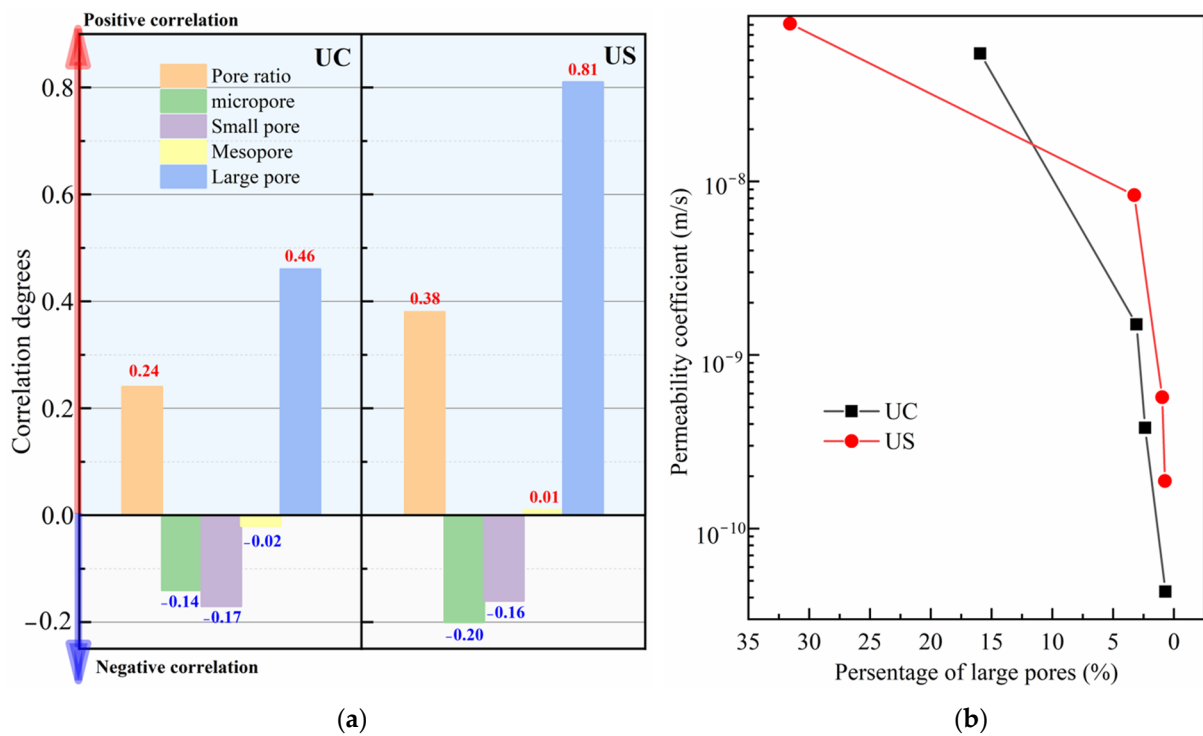 Positive correlation
UC
US
Pore ratio
micropore
Small pore
Mesopore
Large pore
0.8
0.6
0.4
0.2
0.0
−0.2
Correlation degrees
0.24
−0.14
−0.17
−0.02
0.46
0.38
−0.20
−0.16
0.01
0.81
Negative correlation
(a)
Permeability coefficient (m/s)
10⁻⁸
10⁻⁹
10⁻¹⁰
UC
US
35 30 25 20 15 10 5 0
Persentage of large pores (%)
(b)